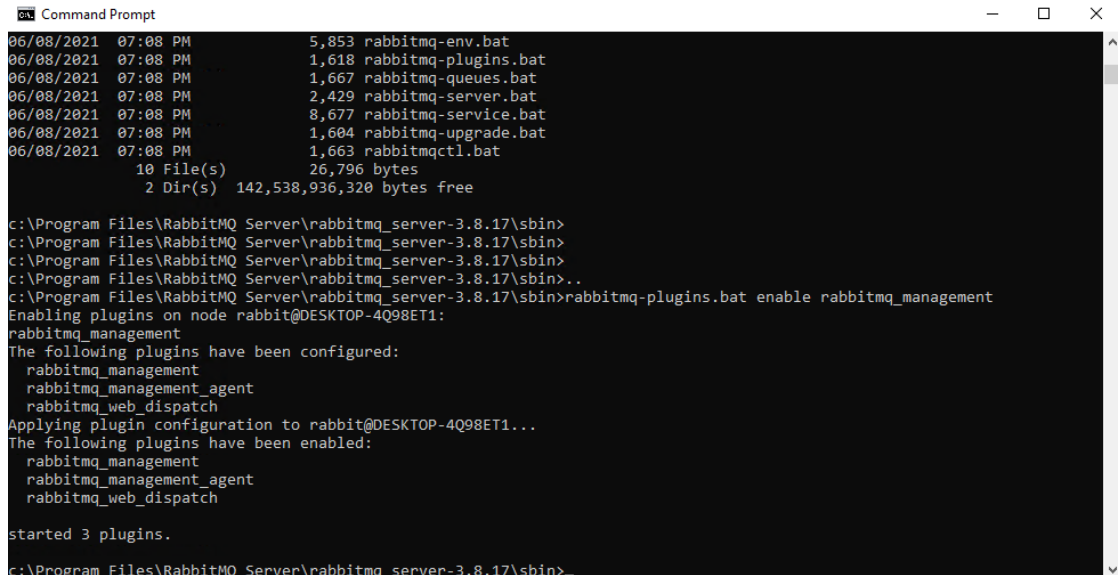 Command Prompt
06/08/2021  07:08 PM             5,853 rabbitmq-env.bat
06/08/2021  07:08 PM             1,618 rabbitmq-plugins.bat
06/08/2021  07:08 PM             1,667 rabbitmq-queues.bat
06/08/2021  07:08 PM             2,429 rabbitmq-server.bat
06/08/2021  07:08 PM             8,677 rabbitmq-service.bat
06/08/2021  07:08 PM             1,604 rabbitmq-upgrade.bat
06/08/2021  07:08 PM             1,663 rabbitmqctl.bat
              10 File(s)         26,796 bytes
               2 Dir(s)  142,538,936,320 bytes free
c:\Program Files\RabbitMQ Server\rabbitmq_server-3.8.17\sbin>
c:\Program Files\RabbitMQ Server\rabbitmq_server-3.8.17\sbin>
c:\Program Files\RabbitMQ Server\rabbitmq_server-3.8.17\sbin>
c:\Program Files\RabbitMQ Server\rabbitmq_server-3.8.17\sbin>..
c:\Program Files\RabbitMQ Server\rabbitmq_server-3.8.17\sbin>rabbitmq-plugins.bat enable rabbitmq_management
Enabling plugins on node rabbit@DESKTOP-4Q98ET1:
rabbitmq_management
The following plugins have been configured:
  rabbitmq_management
  rabbitmq_management_agent
  rabbitmq_web_dispatch
Applying plugin configuration to rabbit@DESKTOP-4Q98ET1...
The following plugins have been enabled:
  rabbitmq_management
  rabbitmq_management_agent
  rabbitmq_web_dispatch
started 3 plugins.
c:\Program Files\RabbitMQ Server\rabbitmq_server-3.8.17\sbin>_